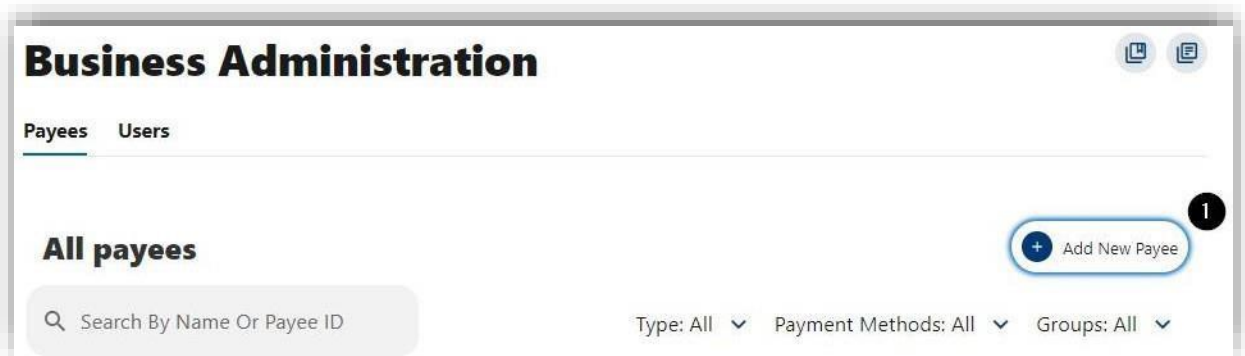 Business Administration
Payees Users
1
All payees
+ Add New Payee
Search By Name Or Payee ID
Type: All Payment Methods: All Groups: All